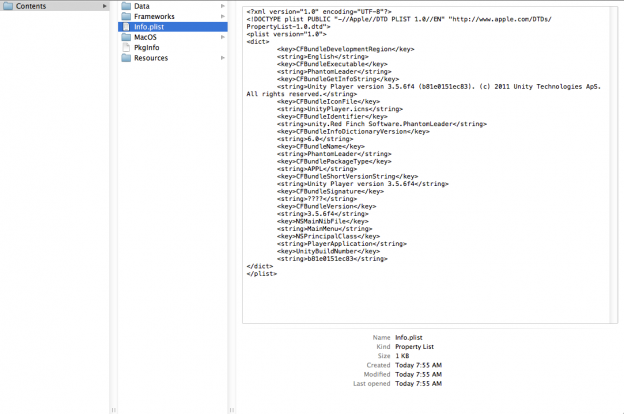 Contents
Data
Frameworks
Info.plist
MacOS
PkgInfo
Resources
<?xml version="1.0" encoding="UTF-8"?>
<!DOCTYPE plist PUBLIC "-//Apple//DTD PLIST 1.0//EN" "http://www.apple.com/DTDs/
PropertyList-1.0.dtd">
<plist version="1.0">
<dict>
<key>CFBundleDevelopmentRegion</key>
<string>English</string>
<key>CFBundleExecutable</key>
<string>PhantomLeader</string>
<key>CFBundleGetInfoString</key>
<string>Unity Player version 3.5.6f4 (b81e0151ec83). (c) 2011 Unity Technologies ApS.
All rights reserved.</string>
<key>CFBundleIconFile</key>
<string>UnityPlayer.icns</string>
<key>CFBundleIdentifier</key>
<string>unity.Red Finch Software.PhantomLeader</string>
<key>CFBundleInfoDictionaryVersion</key>
<string>6.0</string>
<key>CFBundleName</key>
<string>PhantomLeader</string>
<key>CFBundlePackageType</key>
<string>APPL</string>
<key>CFBundleShortVersionString</key>
<string>Unity Player version 3.5.6f4</string>
<key>CFBundleSignature</key>
<string>????</string>
<key>CFBundleVersion</key>
<string>3.5.6f4</string>
<key>NSMainNibFile</key>
<string>MainMenu</string>
<key>NSPrincipalClass</key>
<string>PlayerApplication</string>
<key>UnityBuildNumber</key>
<string>b81e0151ec83</string>
</dict>
</plist>
Name Info.plist
Kind Property List
Size 1 KB
Created Today 7:55 AM
Modified Today 7:55 AM
Last opened Today 7:55 AM